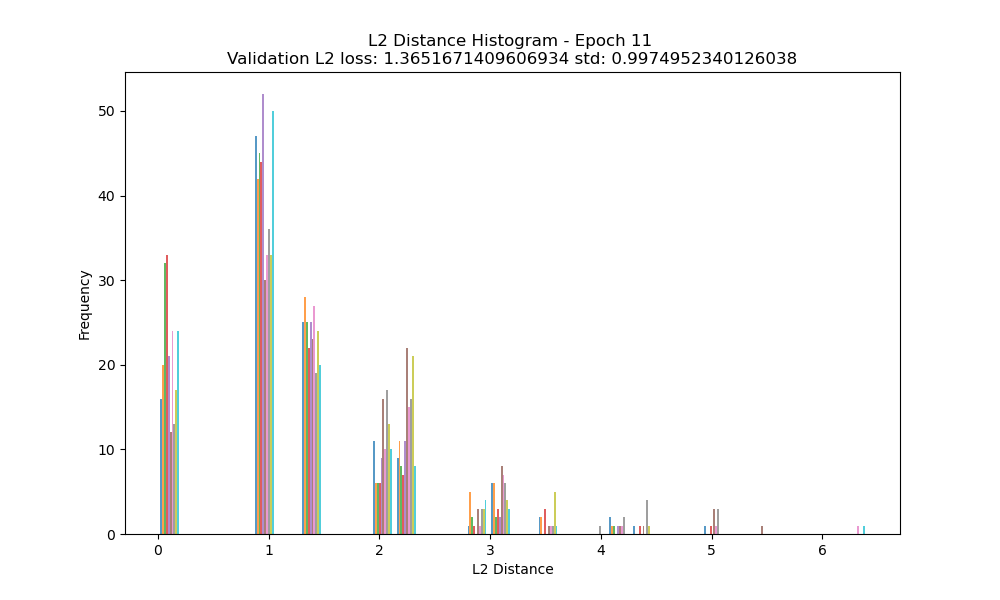 L2 Distance Histogram - Epoch 11
Validation L2 loss: 1.3651671409606934 std: 0.9974952340126038
50
40
30
20
10
0
Frequency
0 1 2 3 4 5 6
L2 Distance